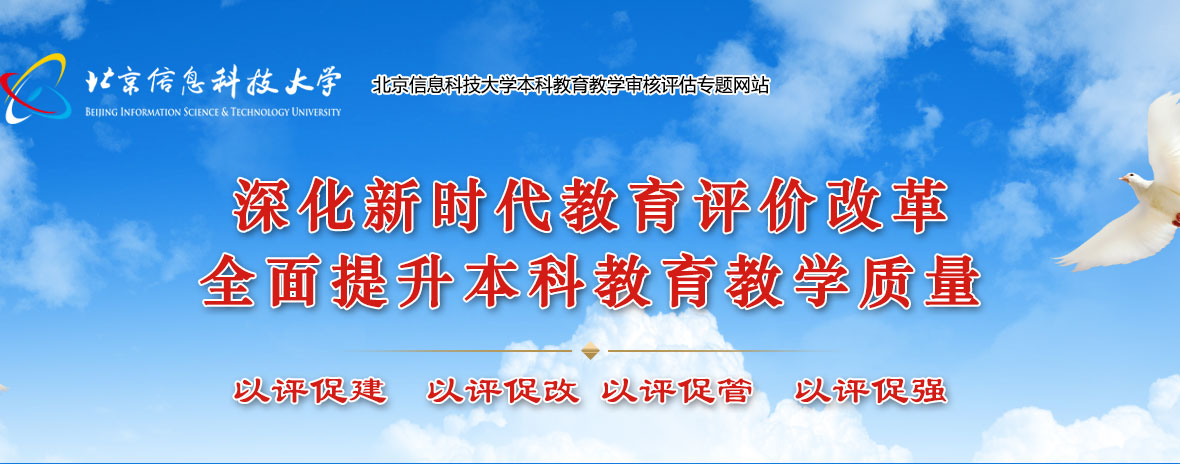 北京信息科技大学
BEIJING INFORMATION SCIENCE & TECHNOLOGY UNIVERSITY
北京信息科技大学本科教育教学审核评估专题网站
深化新时代教育评价改革
全面提升本科教育教学质量
以评促建 以评促改 以评促管 以评促强